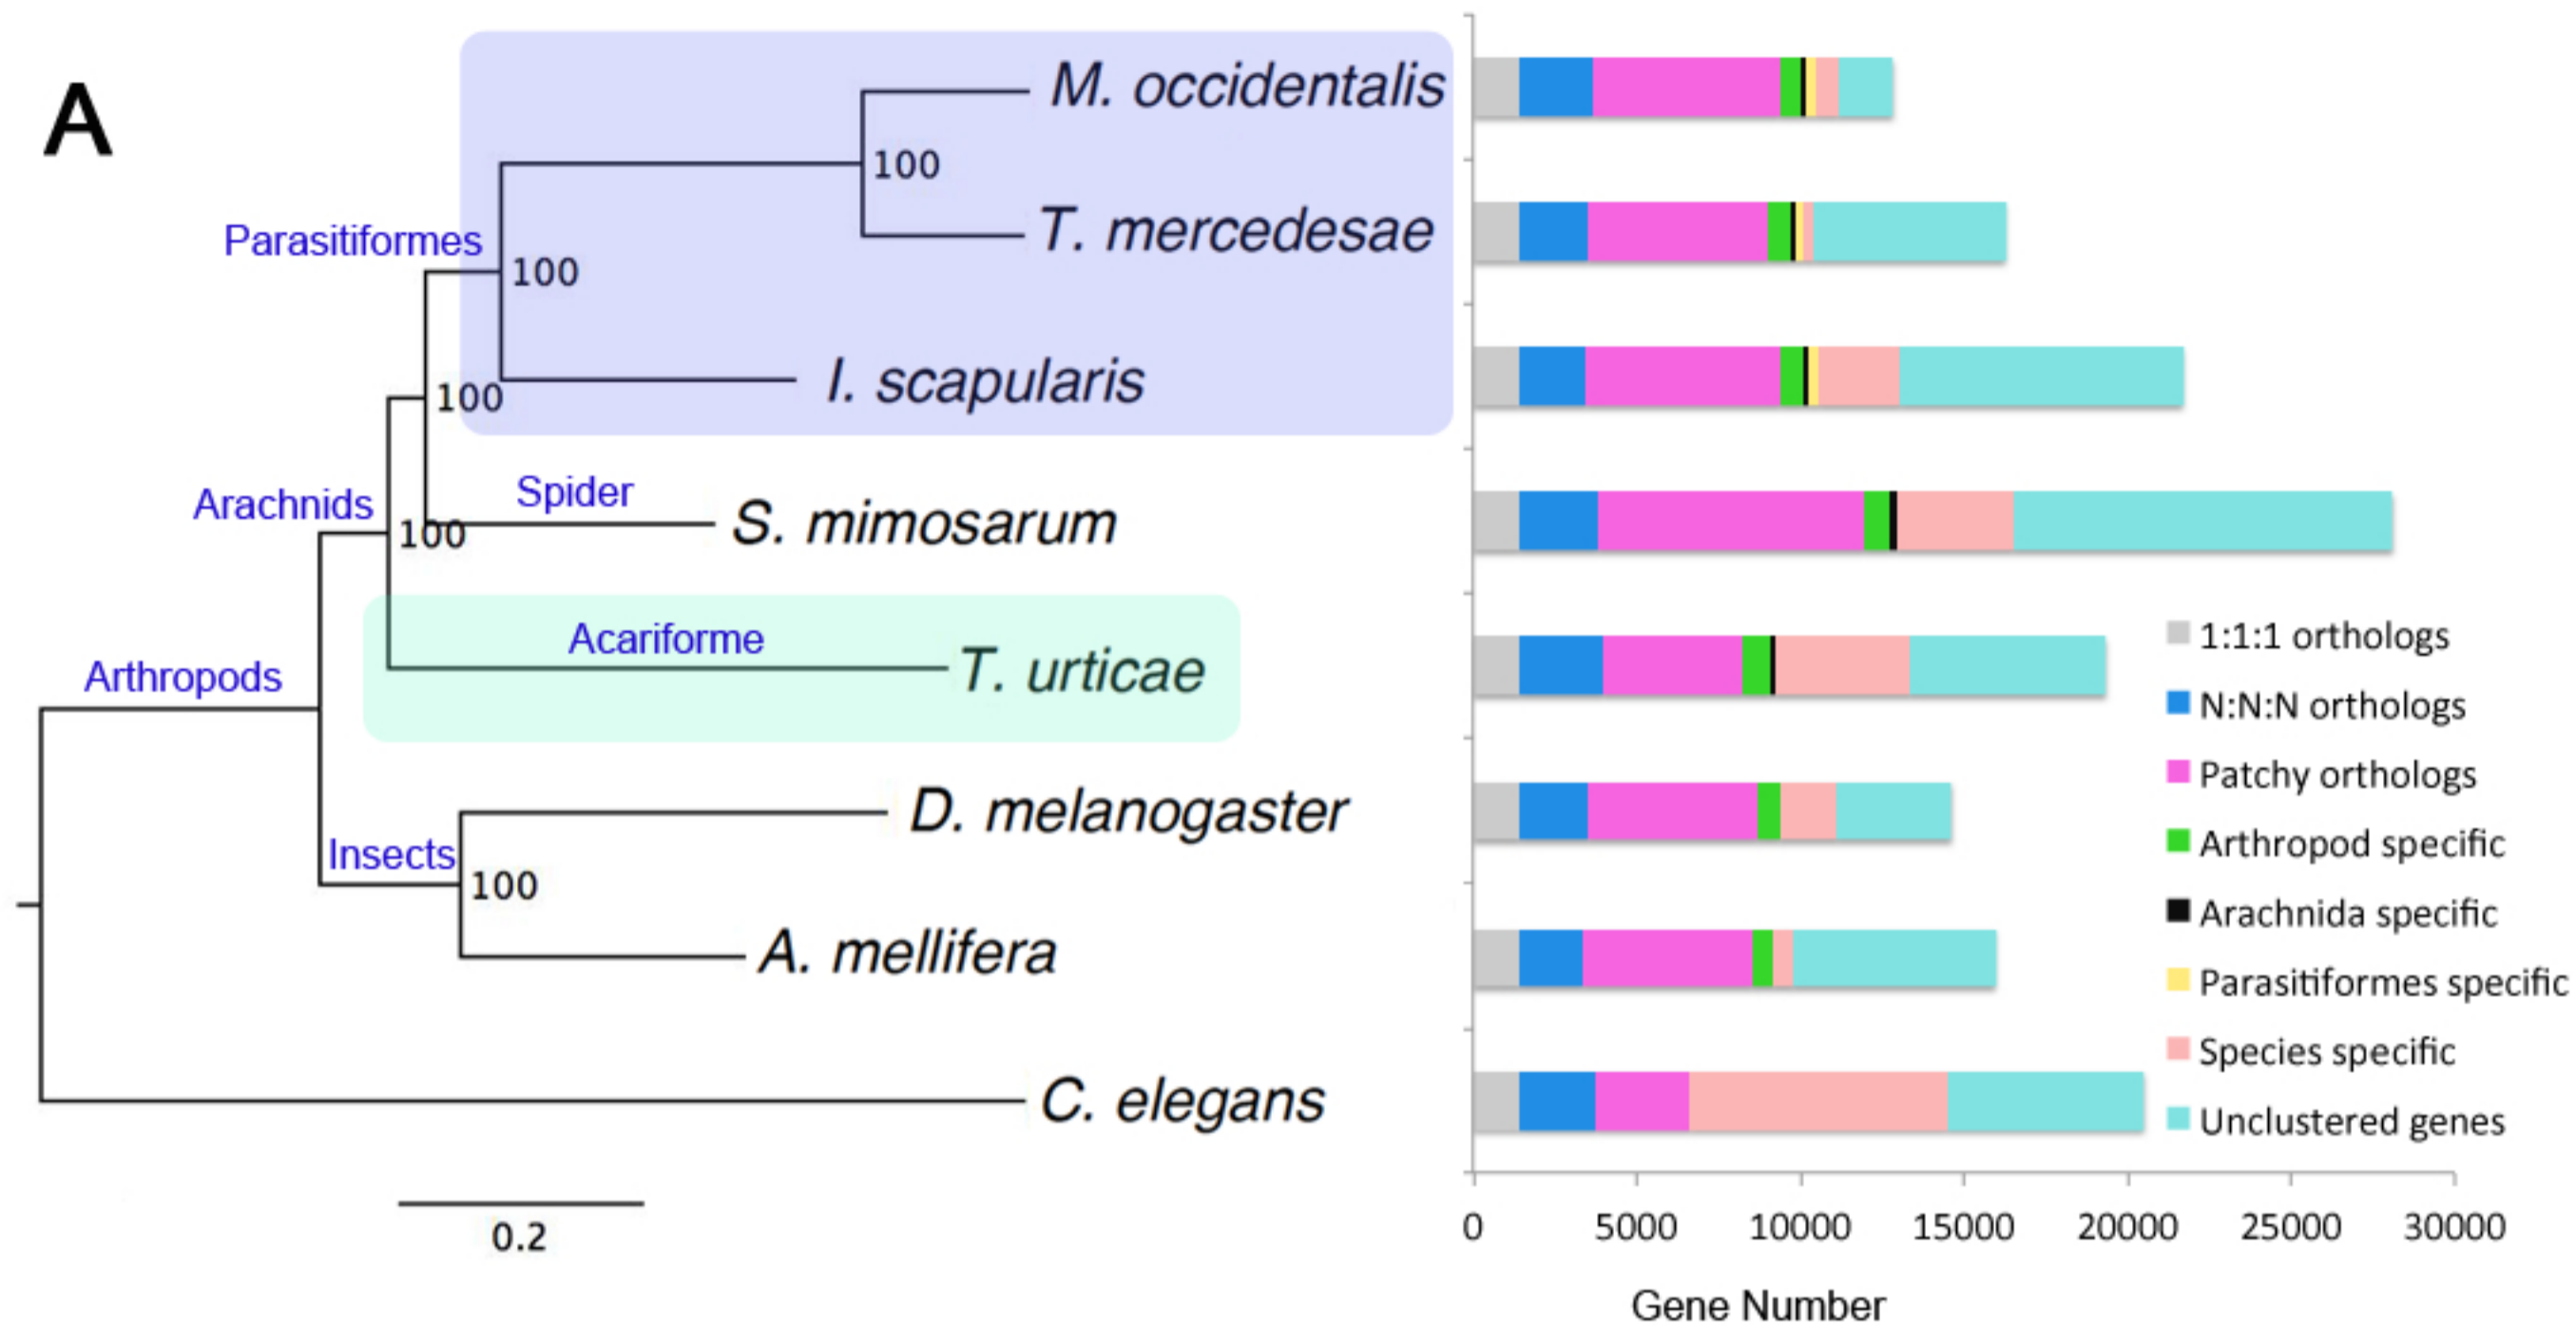 A
M. occidentalis
100
T. mercedesae
Parasitiformes
100
I. scapularis
100
Spider
Arachnids
S. mimosarum
100
Acariforme
T. urticae
Arthropods
D. melanogaster
Insects
100
A. mellifera
C. elegans
0.2
1:1:1 orthologs
N:N:N orthologs
Patchy orthologs
Arthropod specific
Arachnida specific
Parasitiformes specific
Species specific
Unclustered genes
0 5000 10000 15000 20000 25000 30000
Gene Number